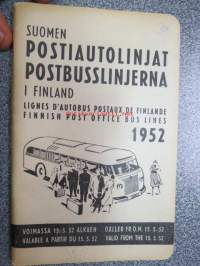 SUOMEN
POSTIAUTOLINJAT
POSTBUSSLINJERNA
I FINLAND
LIGNES D'AUTOBUS POSTAUX DE FINLANDE
FINNISH POST OFFICE BUS LINES
1952
VOIMASSA 15.5.52 ALKAEN
GÄLLER FR.O.M. 15.5.52
VALABLE A PARTIR DU 15.5.52
VALID FROM THE 15.5.52